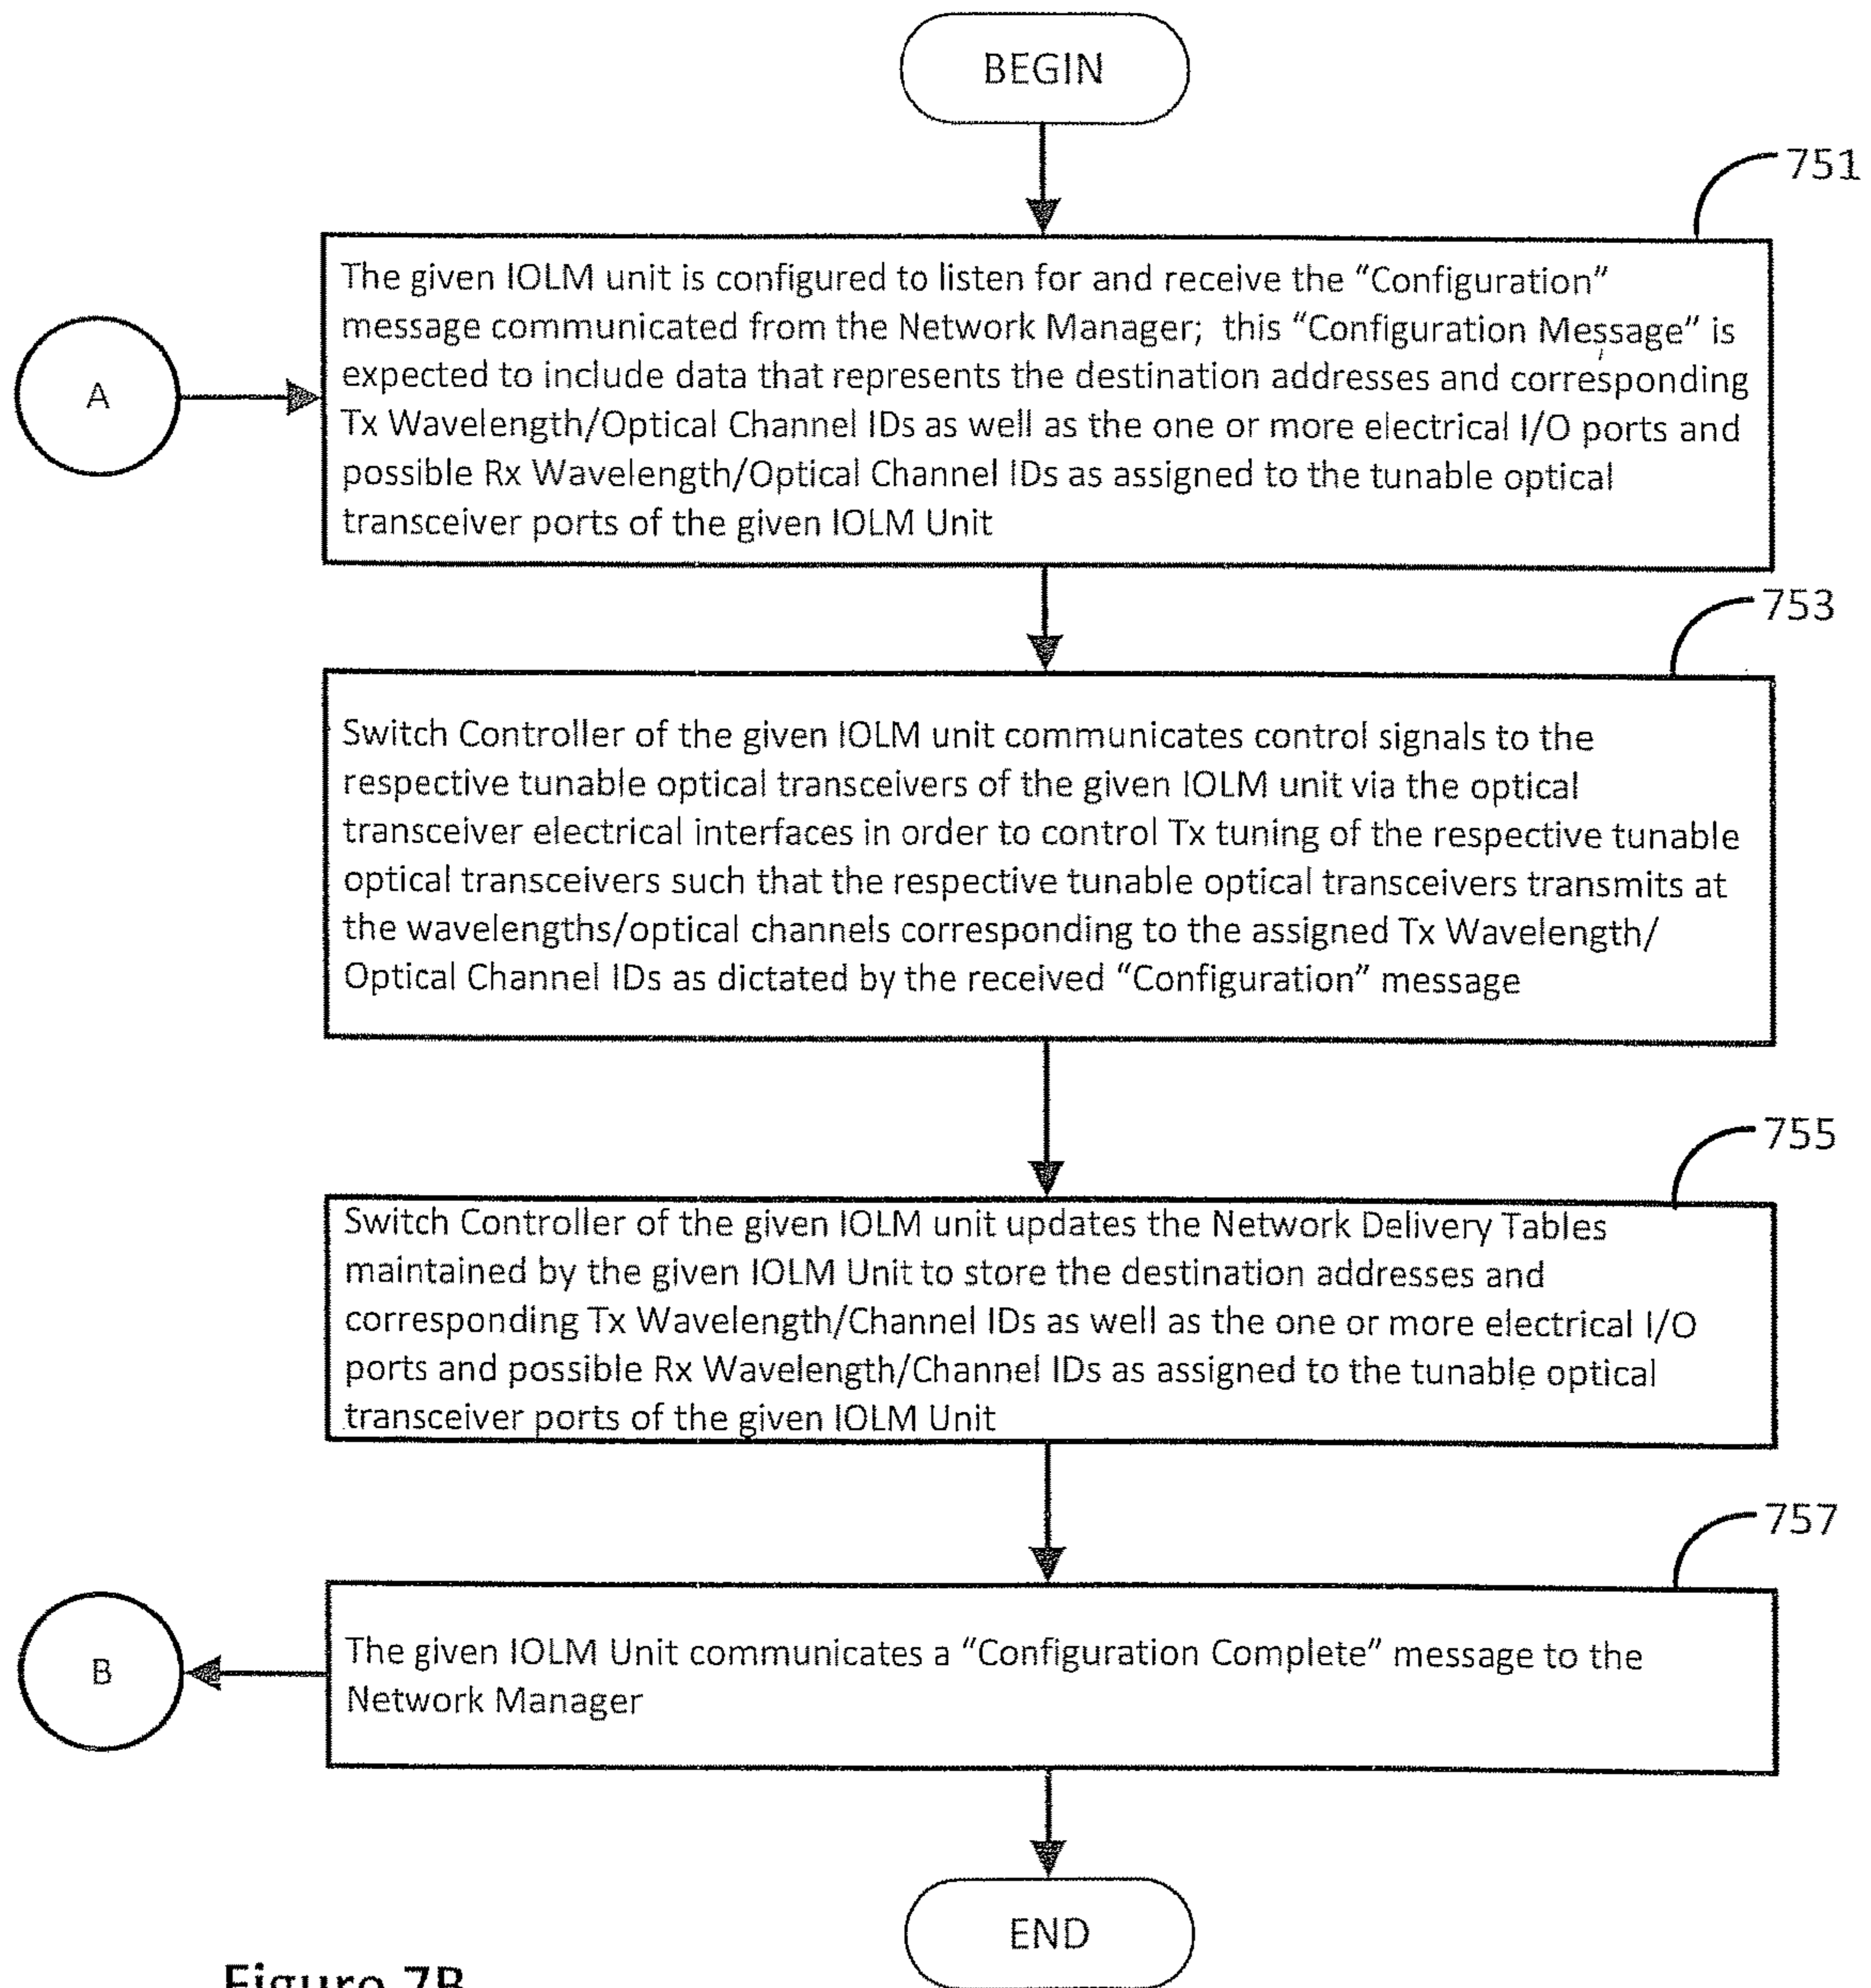 BEGIN
751
A
The given IOLM unit is configured to listen for and receive the “Configuration”
message communicated from the Network Manager;  this “Configuration Message” is
expected to include data that represents the destination addresses and corresponding
Tx Wavelength/Optical Channel IDs as well as the one or more electrical I/O ports and
possible Rx Wavelength/Optical Channel IDs as assigned to the tunable optical
transceiver ports of the given IOLM Unit
753
Switch Controller of the given IOLM unit communicates control signals to the
respective tunable optical transceivers of the given IOLM unit via the optical
transceiver electrical interfaces in order to control Tx tuning of the respective tunable
optical transceivers such that the respective tunable optical transceivers transmits at
the wavelengths/optical channels corresponding to the assigned Tx Wavelength/
Optical Channel IDs as dictated by the received “Configuration” message
755
Switch Controller of the given IOLM unit updates the Network Delivery Tables
maintained by the given IOLM Unit to store the destination addresses and
corresponding Tx Wavelength/Channel IDs as well as the one or more electrical I/O
ports and possible Rx Wavelength/Channel IDs as assigned to the tunable optical
transceiver ports of the given IOLM Unit
757
B
The given IOLM Unit communicates a “Configuration Complete” message to the
Network Manager
END
Figure 7B